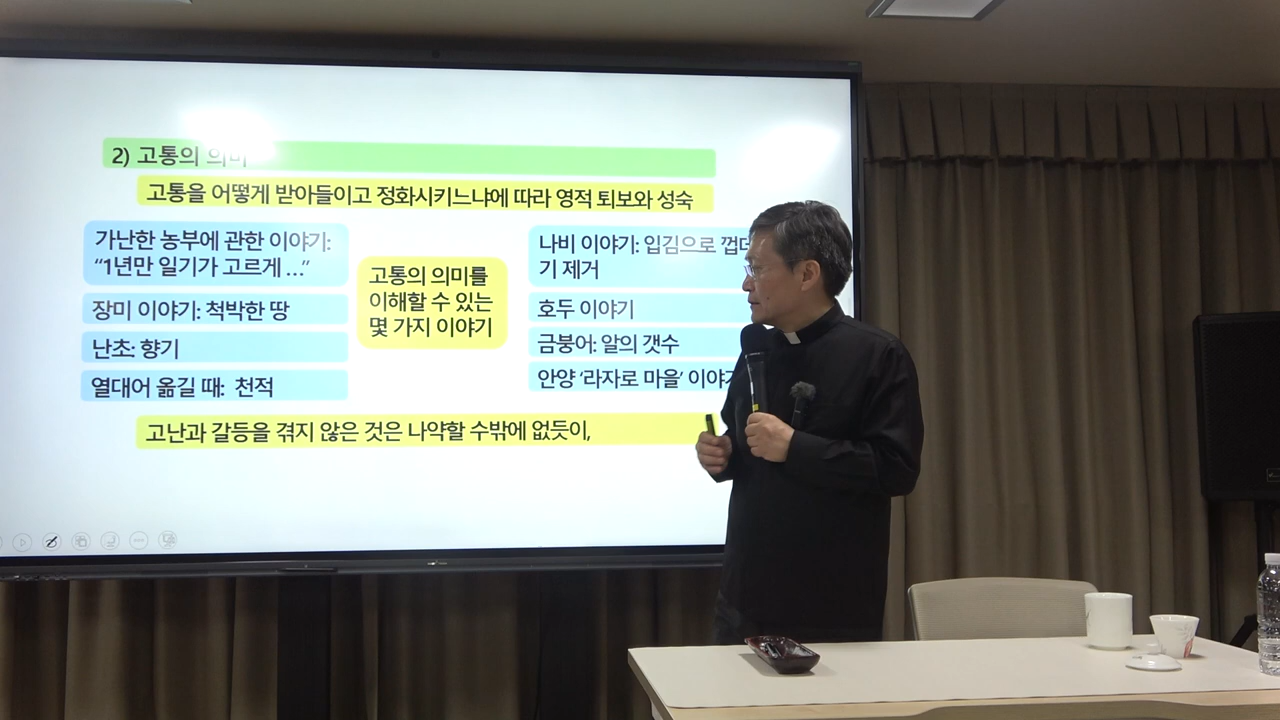 2) 고통의 의미
고통을 어떻게 받아들이고 정화시키느냐에 따라 영적 퇴보와 성숙
가난한 농부에 관한 이야기:
“1년만 일기가 고르게 …”
장미 이야기: 척박한 땅
난초: 향기
열대어 옮길 때: 천적
고통의 의미를
이해할 수 있는
몇 가지 이야기
나비 이야기: 입김으로
기 제거
호두 이야기
금붕어: 알의 갯수
안양 ‘라자로 마을’
고난과 갈등을 겪지 않은 것은 나약할 수밖에 없듯이,